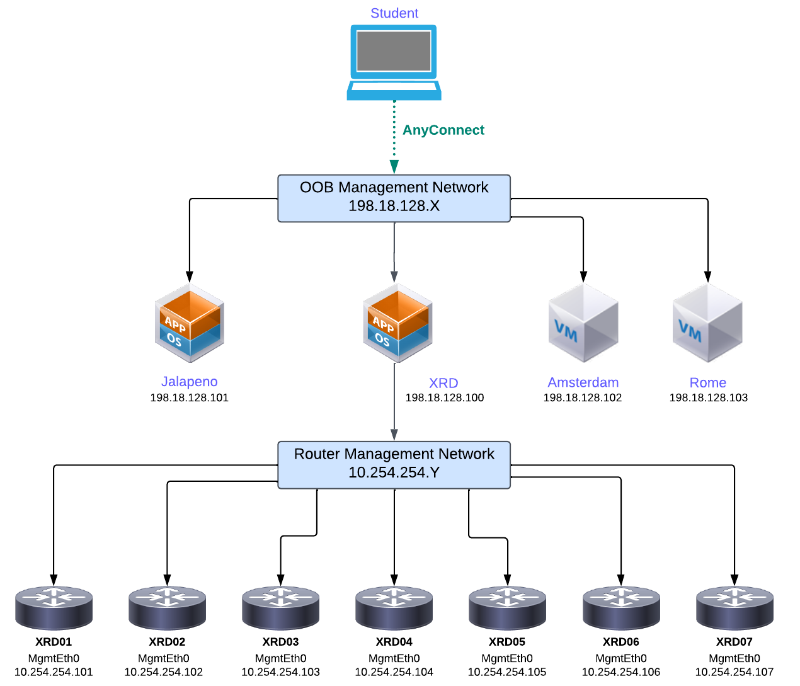 Student
AnyConnect
OOB Management Network
198.18.128.X
APP
OS
APP
OS
VM
VM
Jalapeno
198.18.128.101
XRD
198.18.128.100
Amsterdam
198.18.128.102
Rome
198.18.128.103
Router Management Network
10.254.254.Y
XRD01
MgmtEth0
10.254.254.101
XRD02
MgmtEth0
10.254.254.102
XRD03
MgmtEth0
10.254.254.103
XRD04
MgmtEth0
10.254.254.104
XRD05
MgmtEth0
10.254.254.105
XRD06
MgmtEth0
10.254.254.106
XRD07
MgmtEth0
10.254.254.107